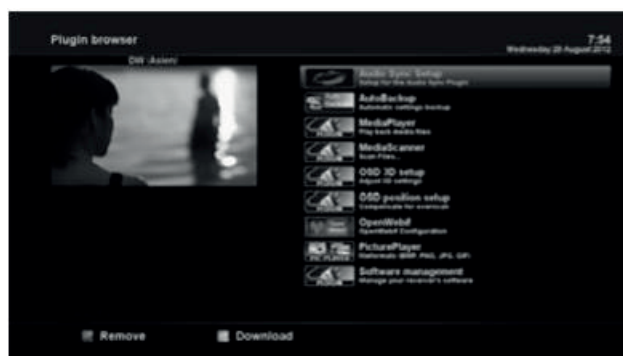 Plugin browser
7:54
DW (Asien)
Wednesday August 2012
Audio Sync Setup
Setup for the Audio Sync Plugin
AutoBackup
Automatic settings backup
MediaPlayer
Play back media files
MediaScanner
Scan Files...
OSD 3D setup
Adjust 3D settings
OSD position setup
Compensate for overscan
OpenWebif
OpenWebif Configuration
PicturePlayer
fileformats (BMP, PNG, JPG, GIF)
Software management
Manage your receiver's software
Remove
Download